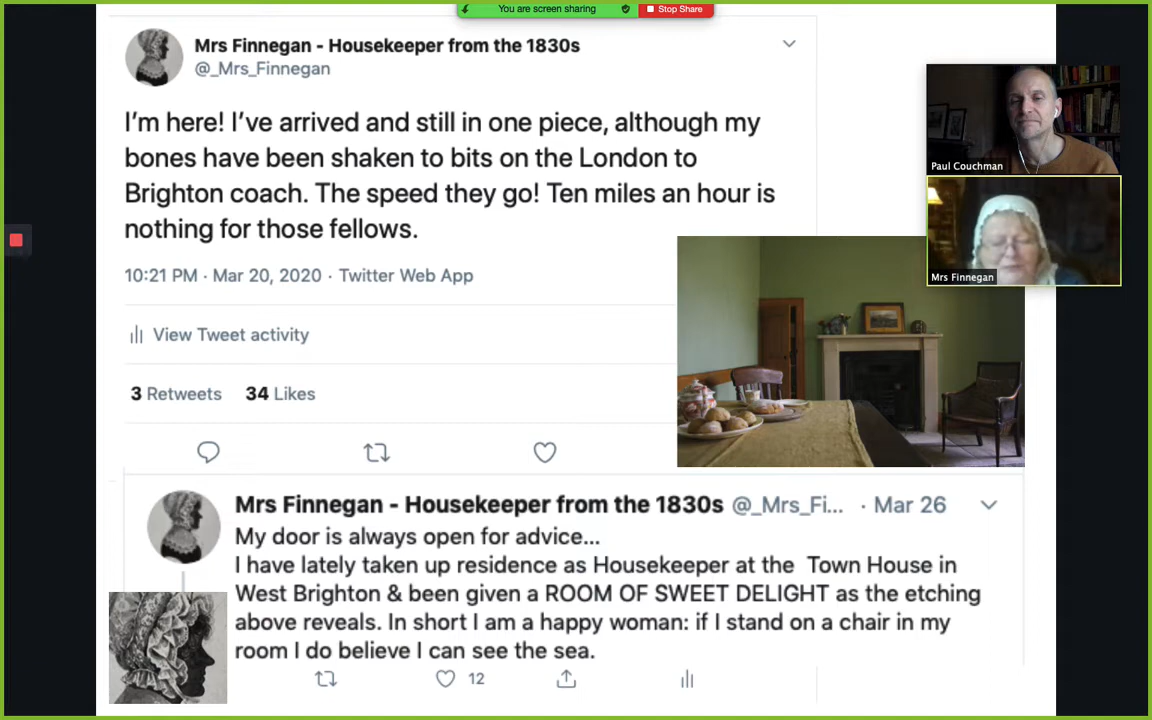 You are screen sharing
Stop Share
Mrs Finnegan - Housekeeper from the 1830s
@_Mrs_Finnegan
I'm here! I've arrived and still in one piece, although my
bones have been shaken to bits on the London to
Brighton coach. The speed they go! Ten miles an hour is
nothing for those fellows.
10:21 PM · Mar 20, 2020 · Twitter Web App
View Tweet activity
3 Retweets 34 Likes
Paul Couchman
Mrs Finnegan
Mrs Finnegan - Housekeeper from the 1830s @_Mrs_Fi... · Mar 26
My door is always open for advice...
I have lately taken up residence as Housekeeper at the Town House in
West Brighton & been given a ROOM OF SWEET DELIGHT as the etching
above reveals. In short I am a happy woman: if I stand on a chair in my
room I do believe I can see the sea.
12